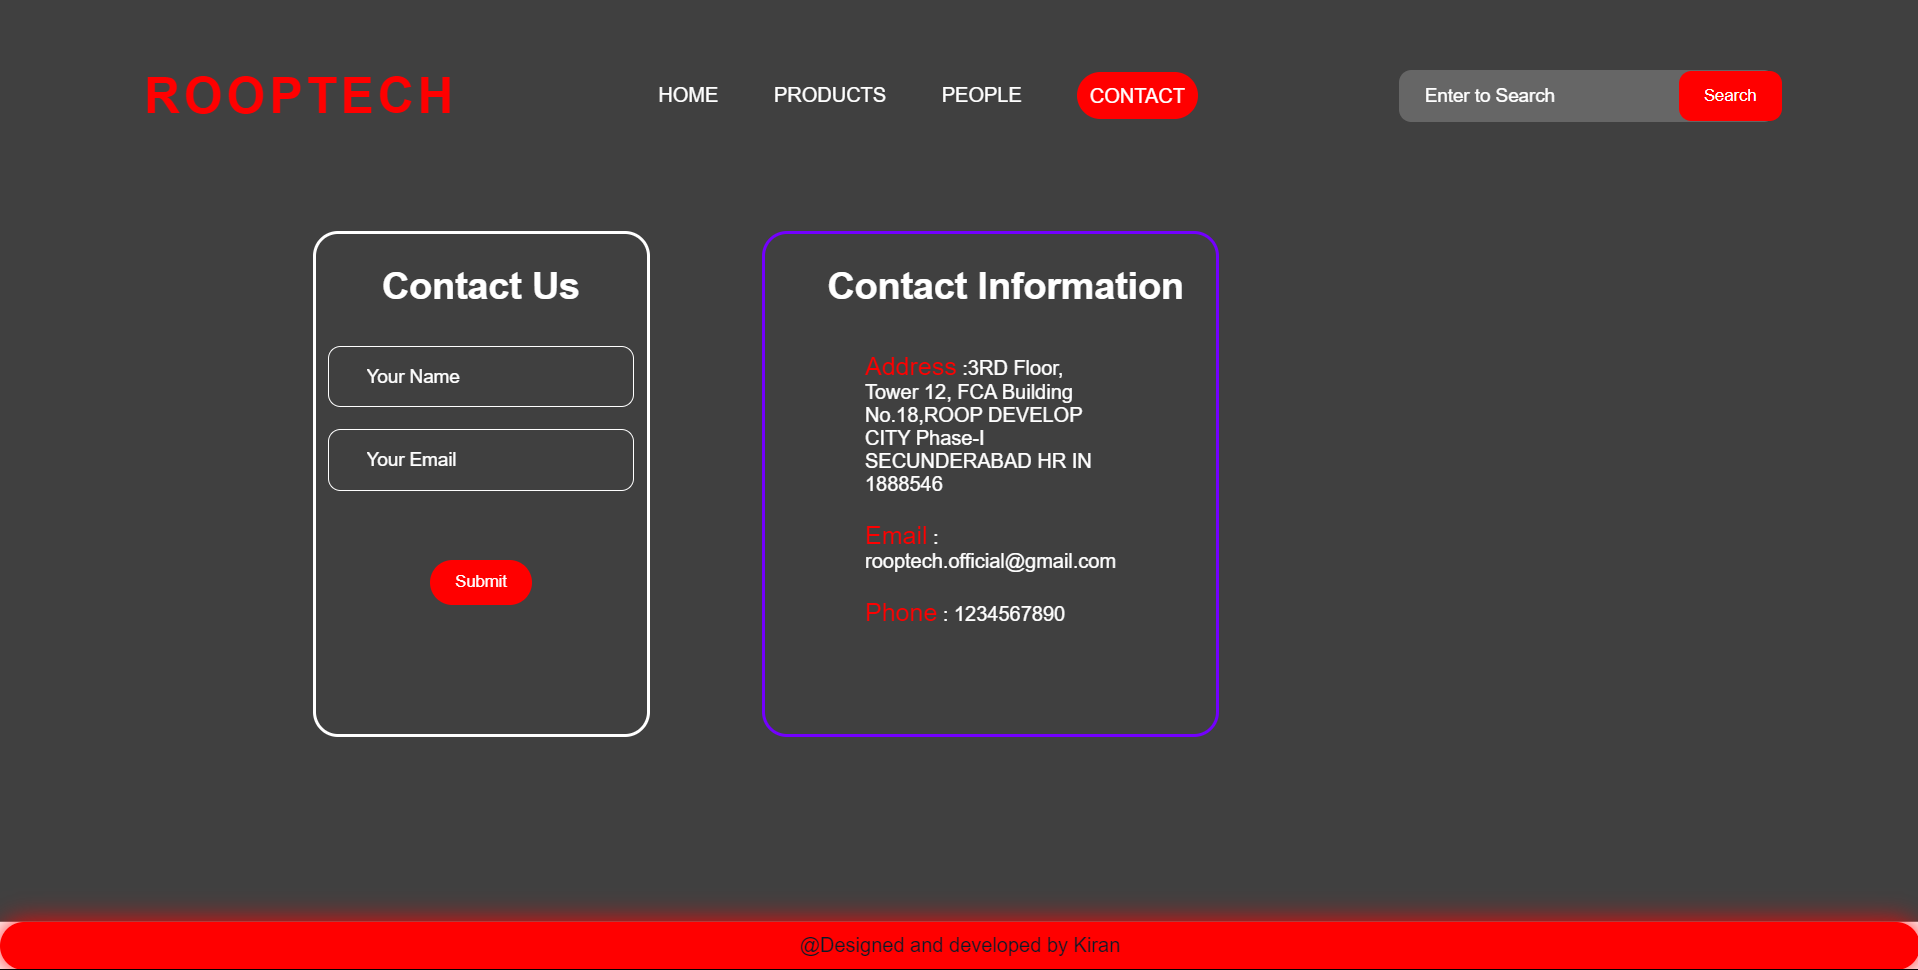 ROOPTECH
HOME PRODUCTS PEOPLE CONTACT
Enter to Search Search
Contact Us
Your Name
Your Email
Submit
Contact Information
Address :3RD Floor,
Tower 12, FCA Building
No.18,ROOP DEVELOP
CITY Phase-I
SECUNDERABAD HR IN
1888546
Email :
rooptech.official@gmail.com
Phone : 1234567890
@Designed and developed by Kiran